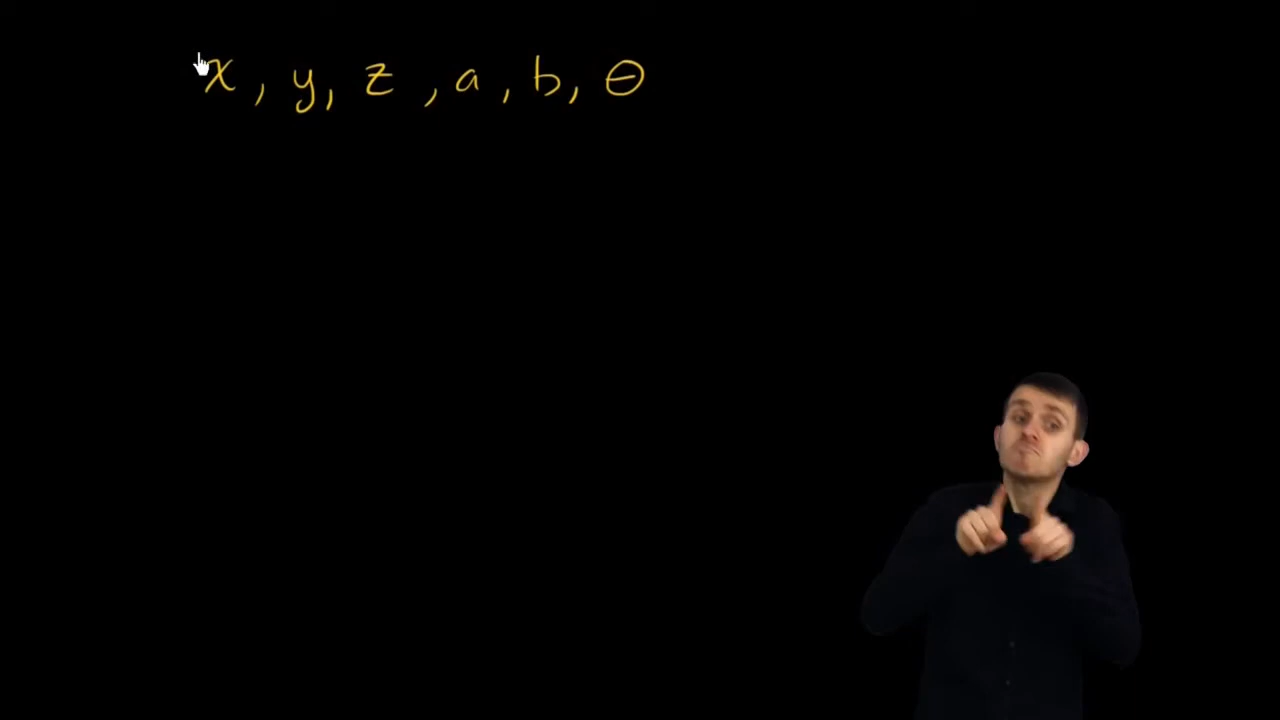 x, y, z, a, b, θ